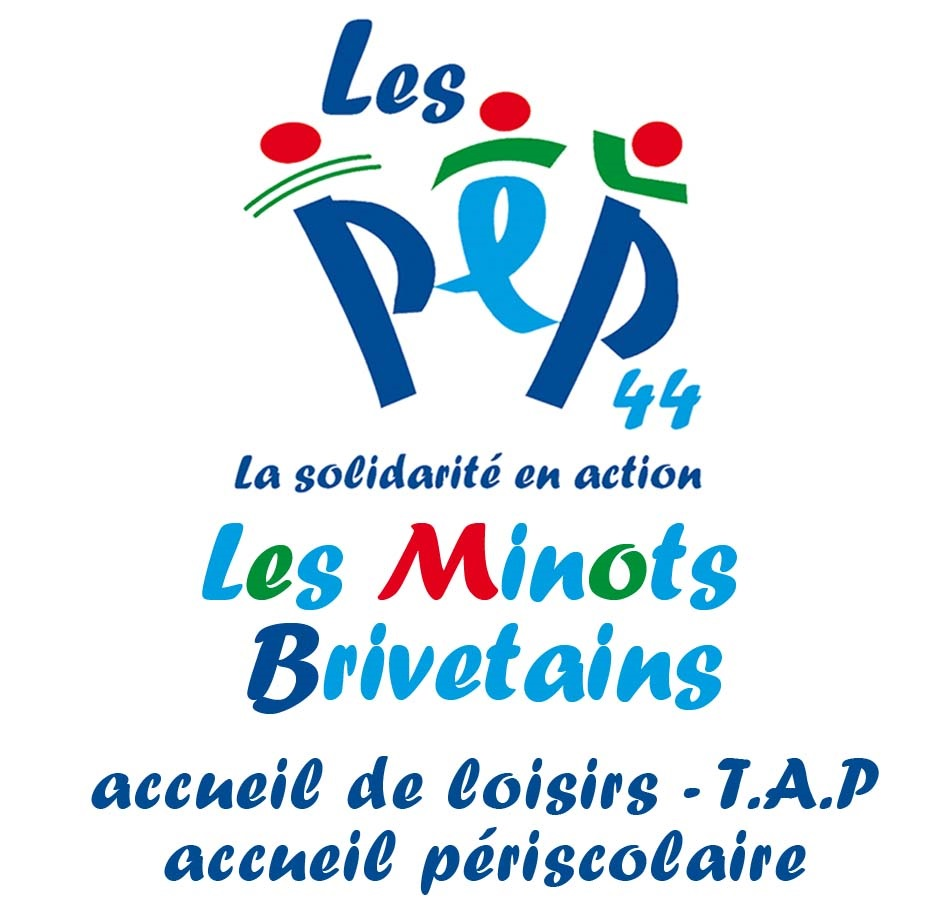 Les
PEP
44
La solidarité en action
Les Minots
Brivetains
accueil de loisirs - T.A.P
accueil périscolaire